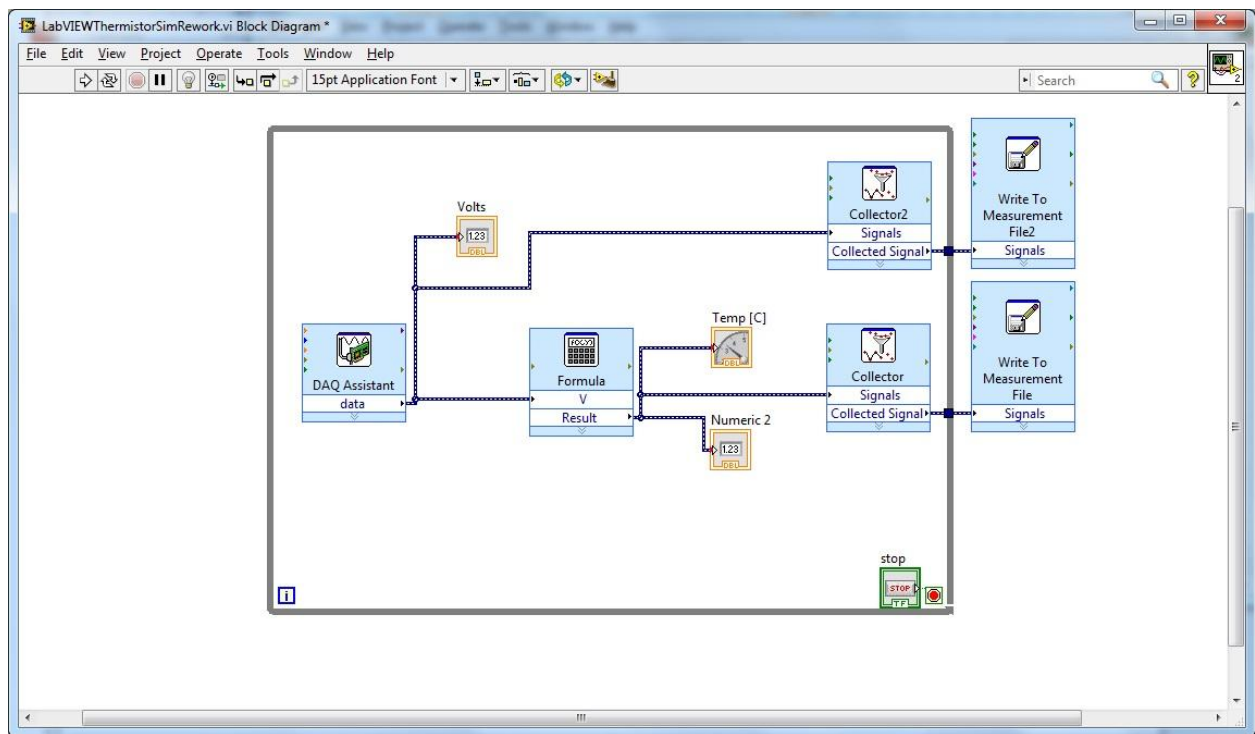 LabVIEWThermistorSimRework.vi Block Diagram *
File Edit View Project Operate Tools Window Help
15pt Application Font
Search
2
Volts
1.23
DBL
DAQ Assistant
data
Formula
V
Result
Temp [C]
DBL
Numeric 2
1.23
DBL
Collector2
Signals
Collected Signal
Write To
Measurement
File2
Signals
Collector
Signals
Collected Signal
Write To
Measurement
File
Signals
stop
STOP
TF
i